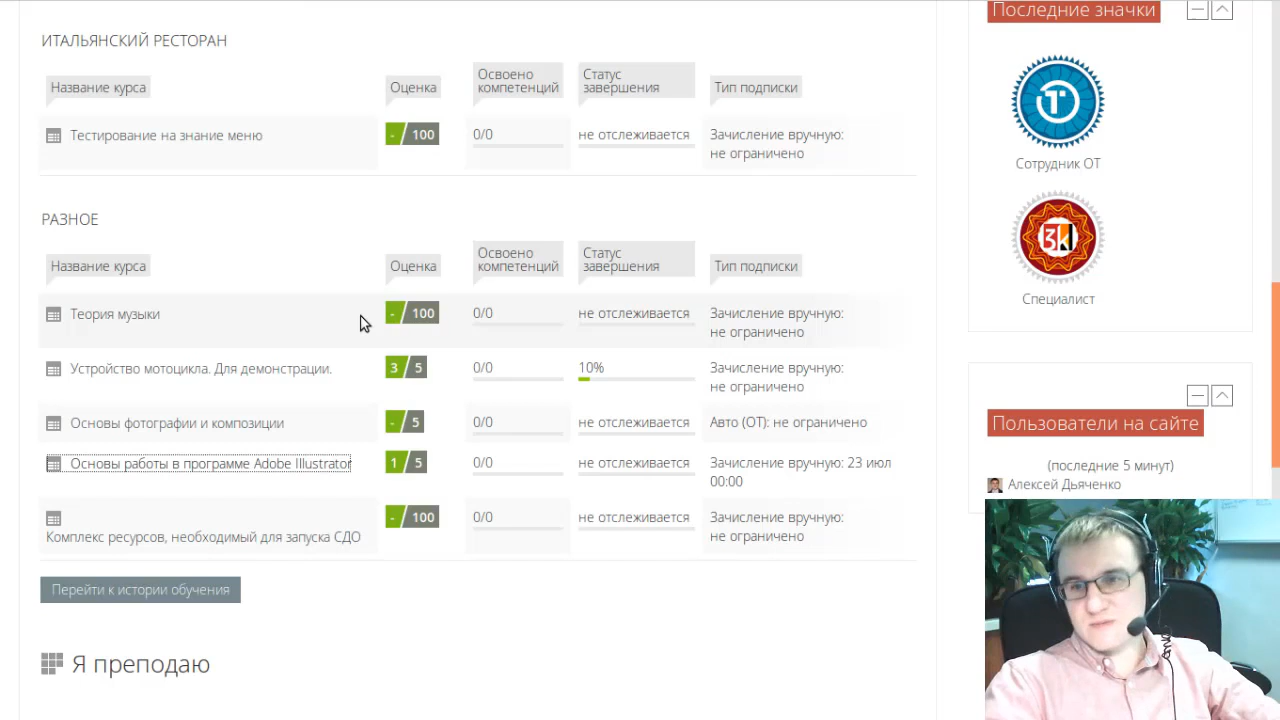 ИТАЛЬЯНСКИЙ РЕСТОРАН
Название курса
Оценка
Освоено
компетенций
Статус
завершения
Тип подписки
Тестирование на знание меню
- / 100
0/0
не отслеживается
Зачисление вручную:
не ограничено
РАЗНОЕ
Название курса
Оценка
Освоено
компетенций
Статус
завершения
Тип подписки
Теория музыки
- / 100
0/0
не отслеживается
Зачисление вручную:
не ограничено
Устройство мотоцикла. Для демонстрации.
3 / 5
0/0
10%
Зачисление вручную:
не ограничено
Основы фотографии и композиции
- / 5
0/0
не отслеживается
Авто (ОТ): не ограничено
Основы работы в программе Adobe Illustrator
1 / 5
0/0
не отслеживается
Зачисление вручную: 23 июл
00:00
Комплекс ресурсов, необходимый для запуска СДО
- / 100
0/0
не отслеживается
Зачисление вручную:
не ограничено
Перейти к истории обучения
Я преподаю
Последние значки
Сотрудник ОТ
3kl
Специалист
Пользователи на сайте
(последние 5 минут)
Алексей Дьяченко